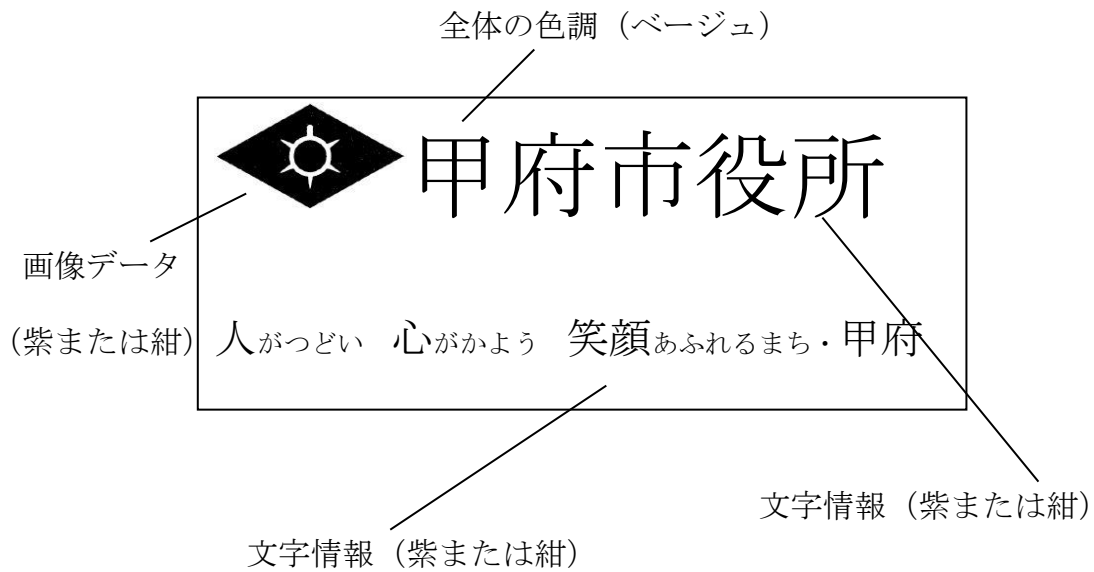 全体の色調（ベージュ）
甲府市役所
画像データ
（紫または紺）
人がつどい 心がかよう 笑顔あふれるまち・甲府
文字情報（紫または紺）
文字情報（紫または紺）